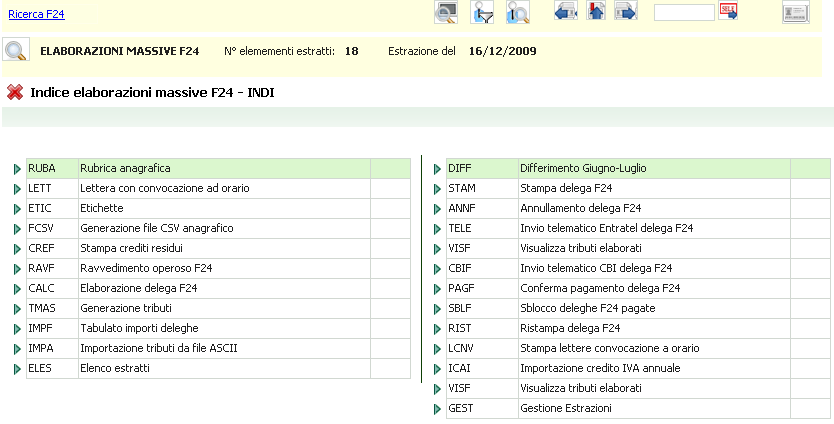 Ricerca F24
SELE
ELABORAZIONI MASSIVE F24 N° elemementi estratti: 18 Estrazione del 16/12/2009
Indice elaborazioni massive F24 - INDI
RUBA Rubrica anagrafica
LETT Lettera con convocazione ad orario
ETIC Etichette
FCSV Generazione file CSV anagrafico
CREF Stampa crediti residui
RAVF Ravvedimento operoso F24
CALC Elaborazione delega F24
TMAS Generazione tributi
IMPF Tabulato importi deleghe
IMPA Importazione tributi da file ASCII
ELES Elenco estratti
DIFF Differimento Giugno-Luglio
STAM Stampa delega F24
ANNF Annullamento delega F24
TELE Invio telematico Entratel delega F24
VISF Visualizza tributi elaborati
CBIF Invio telematico CBI delega F24
PAGF Conferma pagamento delega F24
SBLF Sblocco deleghe F24 pagate
RIST Ristampa delega F24
LCNV Stampa lettere convocazione a orario
ICAI Importazione credito IVA annuale
VISF Visualizza tributi elaborati
GEST Gestione Estrazioni